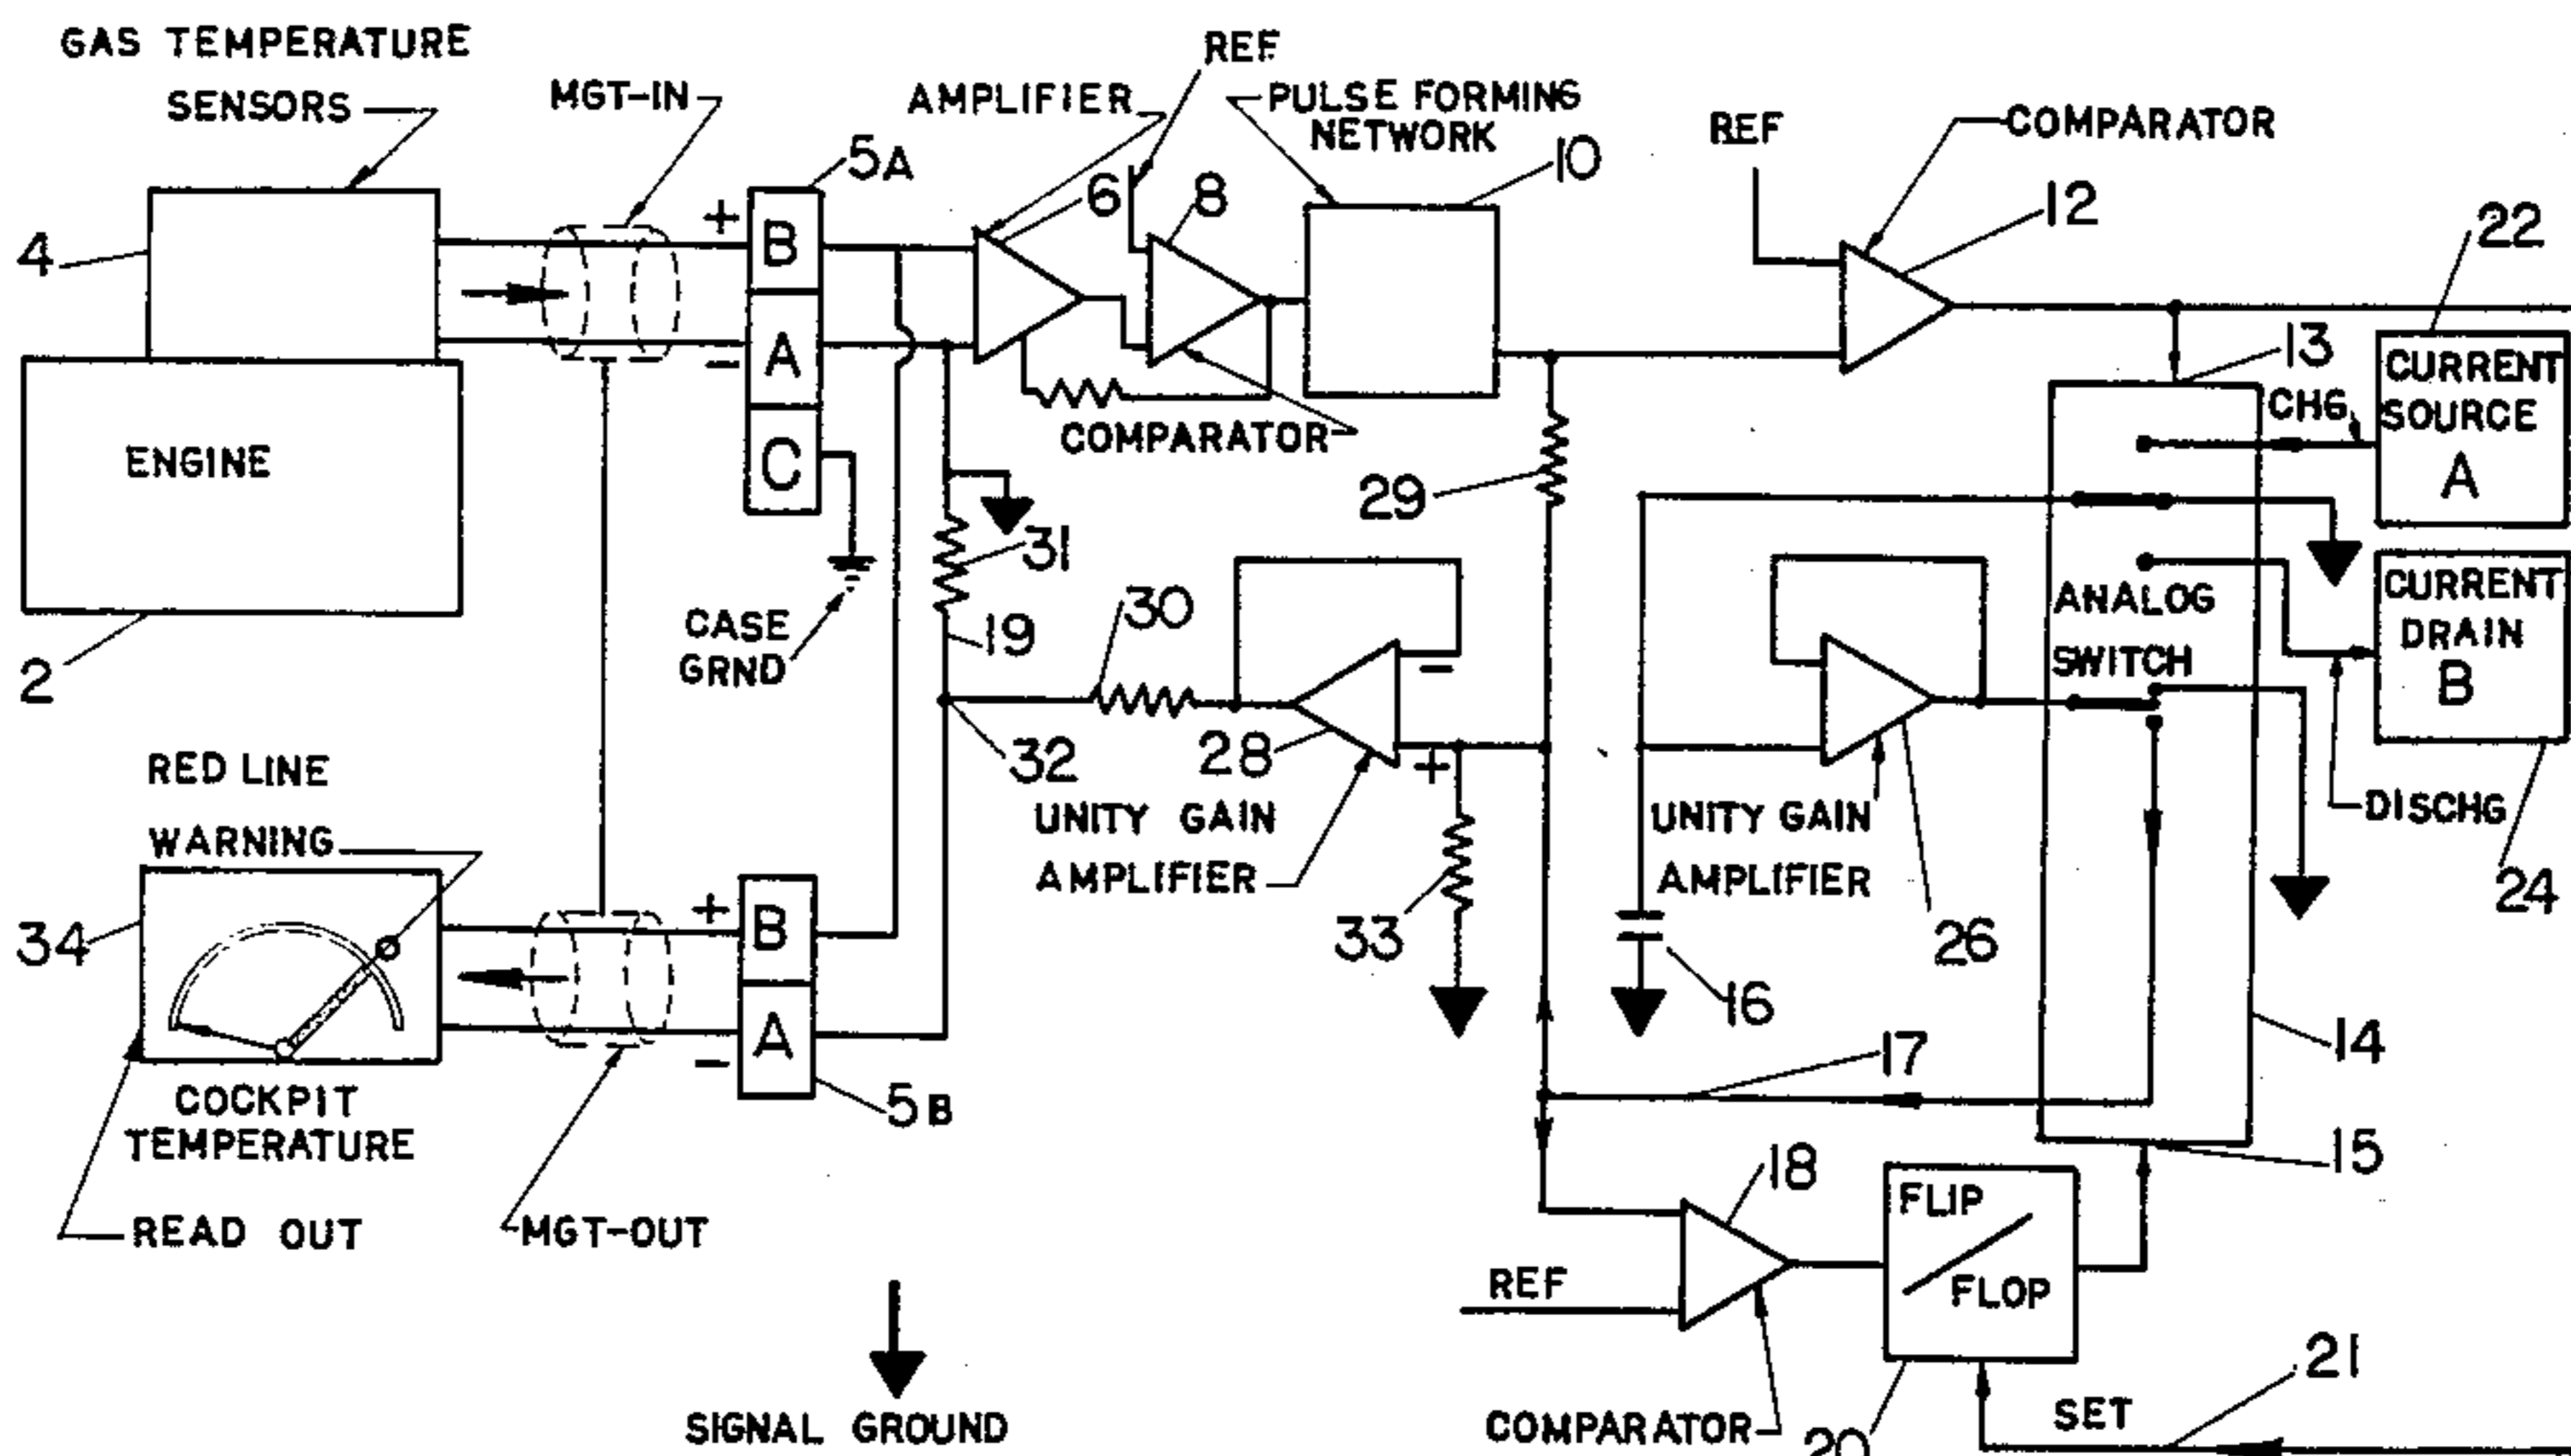 GAS TEMPERATURE
SENSORS
MGT-IN
AMPLIFIER
REF
PULSE FORMING
NETWORK
REF
COMPARATOR
4
+
-
5A
B
A
C
6
8
10
12
13
22
CURRENT
SOURCE
A
CHG
ENGINE
2
COMPARATOR
CASE
GRND
31
19
30
29
32
28
-
+
UNITY GAIN
AMPLIFIER
33
UNITY GAIN
AMPLIFIER
26
16
ANALOG
SWITCH
CURRENT
DRAIN
B
DISCHG
24
14
RED LINE
WARNING
34
+
-
B
A
5B
COCKPIT
TEMPERATURE
READ OUT
MGT-OUT
17
15
18
REF
FLIP
FLOP
COMPARATOR
20
SET
21
SIGNAL GROUND